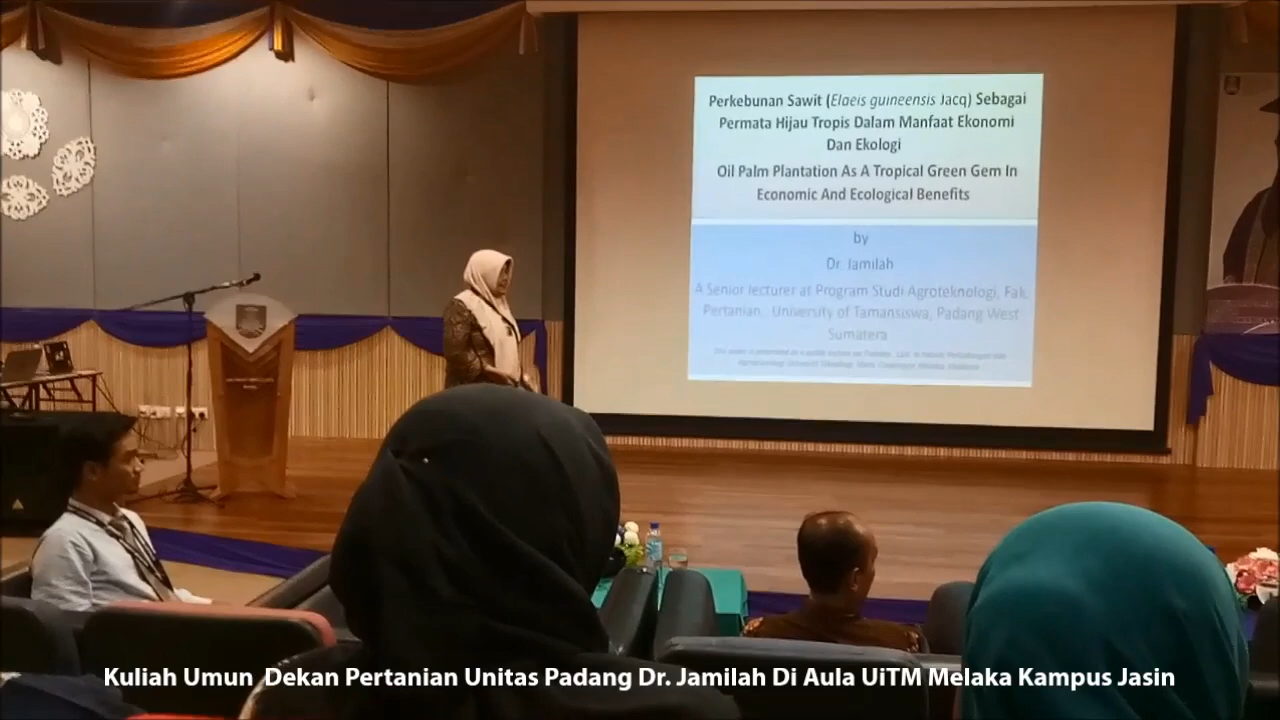 Perkebunan Sawit (Elaeis guineensis Jacq) Sebagai
Permata Hijau Tropis Dalam Manfaat Ekonomi
Dan Ekologi
Oil Palm Plantation As A Tropical Green Gem In
Economic And Ecological Benefits
by
Dr. Jamilah
A Senior lecturer at Program Studi Agroteknologi, Fak.
Pertanian. University of Tamansiswa, Padang West
Sumatera
Kuliah Umun Dekan Pertanian Unitas Padang Dr. Jamilah Di Aula UiTM Melaka Kampus Jasin